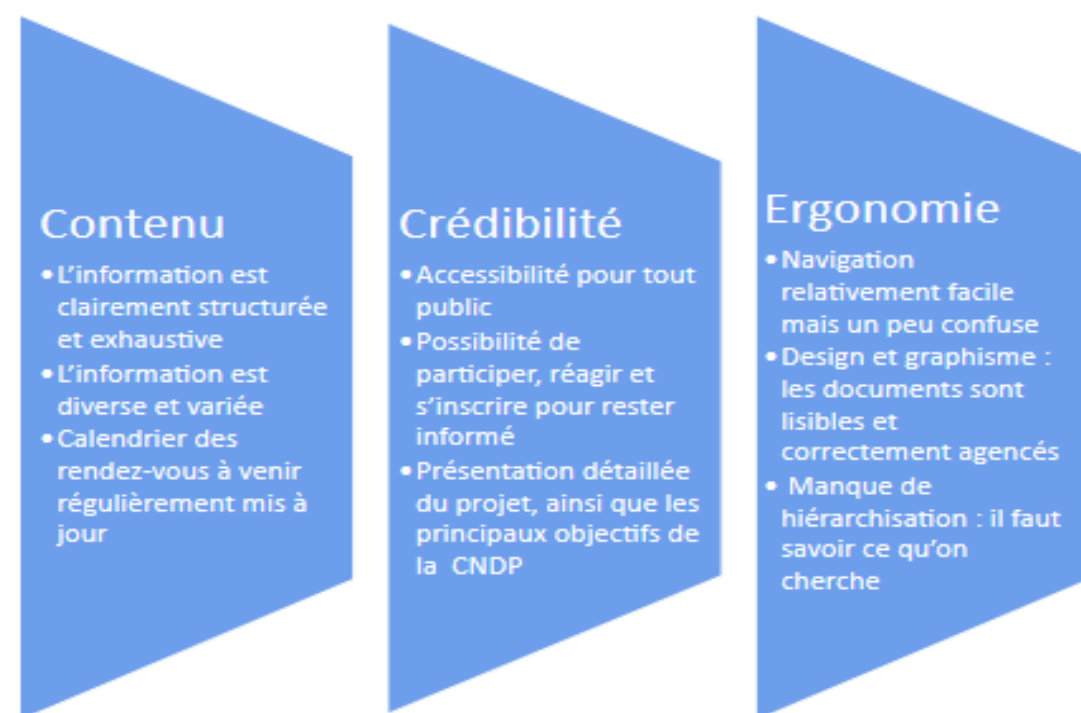 Contenu
•L’information est
clairement structurée
et exhaustive
•L’information est
diverse et variée
•Calendrier des
rendez-vous à venir
régulièrement mis à
jour
Crédibilité
•Accessibilité pour tout
public
•Possibilité de
participer, réagir et
s’inscrire pour rester
informé
•Présentation détaillée
du projet, ainsi que les
principaux objectifs de
la  CNDP
Ergonomie
•Navigation
relativement facile
mais un peu confuse
•Design et graphisme :
les documents sont
lisibles et
correctement agencés
• Manque de
hiérarchisation : il faut
savoir ce qu’on
cherche